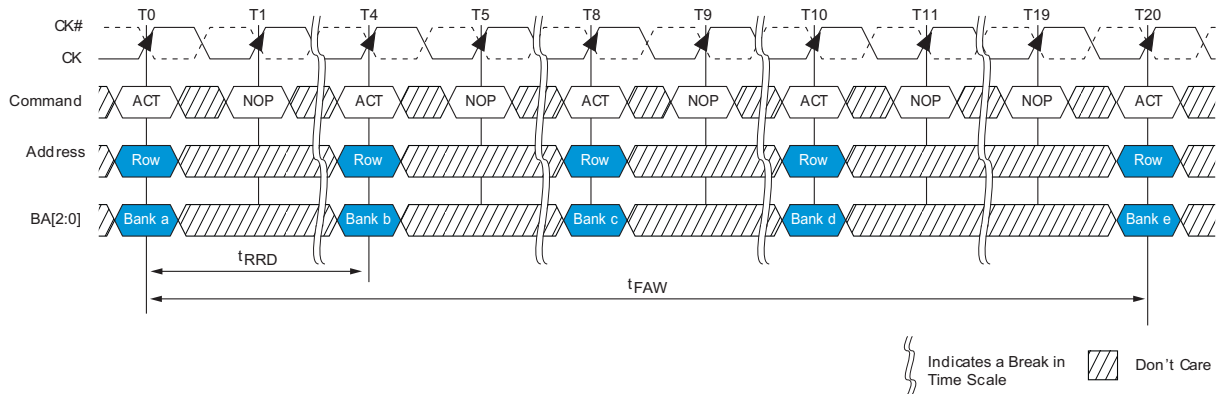 T0 T1 T4 T5 T8 T9 T10 T11 T19 T20
CK#
CK
Command ACT NOP ACT NOP ACT NOP ACT NOP NOP ACT
Address Row Row Row Row Row
BA[2:0] Bank a Bank b Bank c Bank d Bank e
tRRD
tFAW
Indicates a Break in
Time Scale
Don't Care